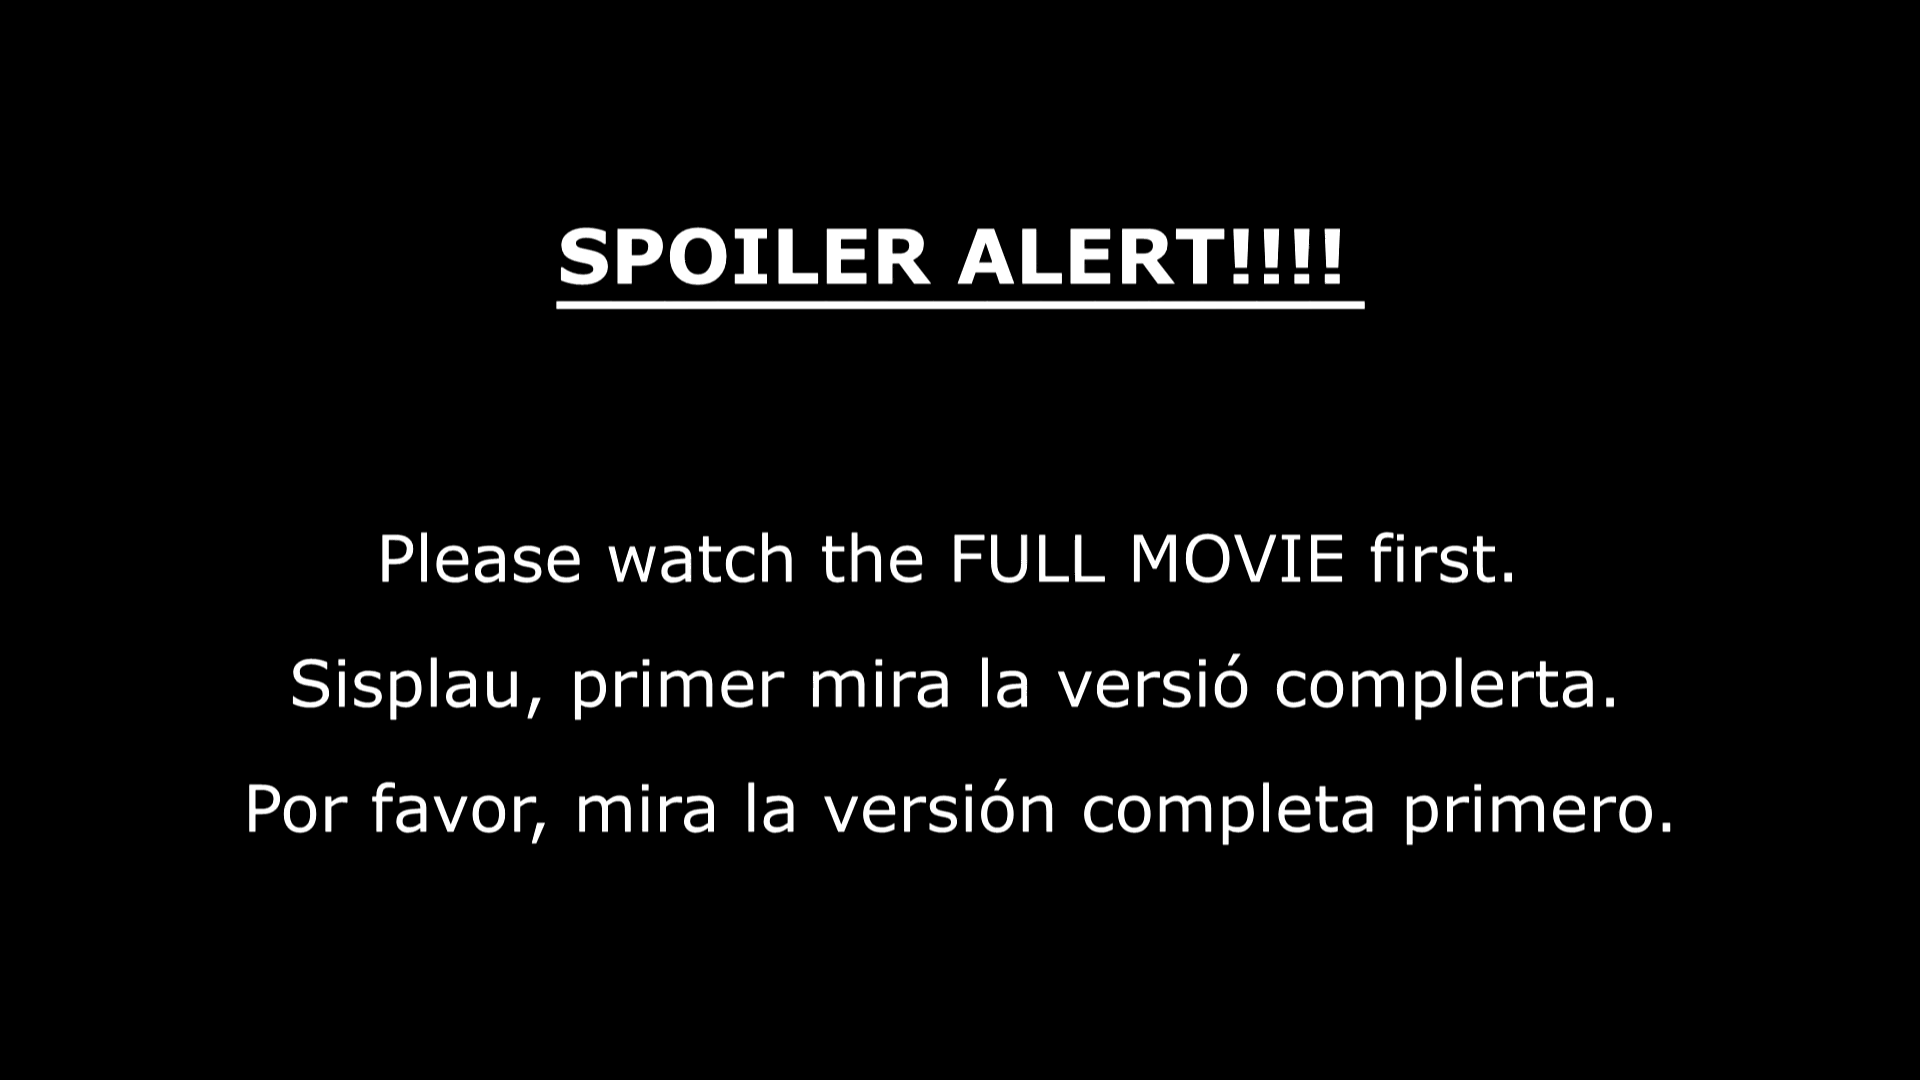 SPOILER ALERT!!!!
Please watch the FULL MOVIE first.
Sisplau, primer mira la versió complerta.
Por favor, mira la versión completa primero.